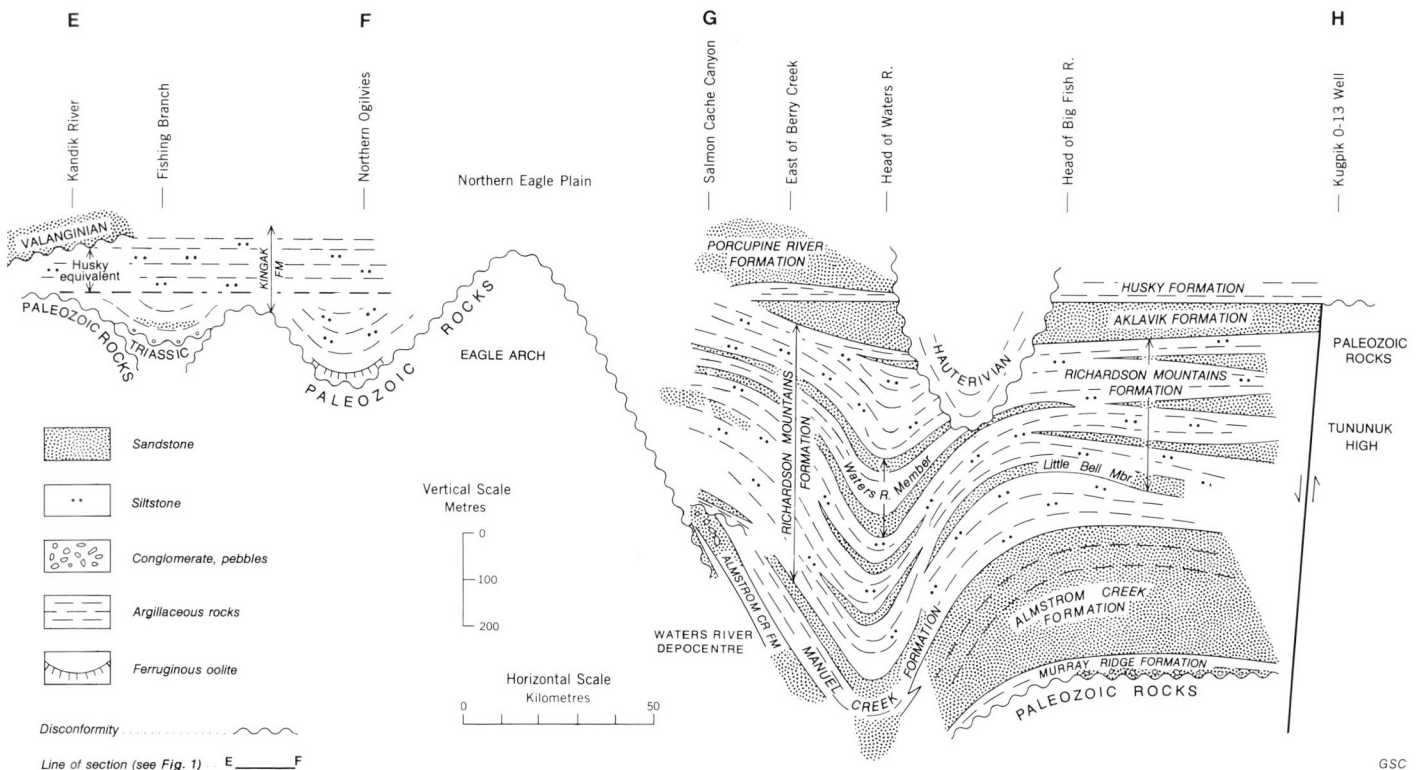 E
F
G
H
Kandik River
Fishing Branch
Northern Ogilvies
Northern Eagle Plain
Salmon Cache Canyon
East of Berry Creek
Head of Waters R.
Head of Big Fish R.
Kugpik 0-13 Well
VALANGINIAN
Husky
equivalent
KINGAK
FM
PALEOZOIC ROCKS
TRIASSIC
PALEOZOIC ROCKS
EAGLE ARCH
PORCUPINE RIVER
FORMATION
HAUTERIVIAN
HUSKY FORMATION
AKLAVIK FORMATION
RICHARDSON MOUNTAINS
FORMATION
PALEOZOIC
ROCKS
TUNUNUK
HIGH
RICHARDSON MOUNTAINS
FORMATION
Waters R. Member
Little Bell Mbr.
ALMSTROM CR FM
MANUEL CREEK FORMATION
ALMSTROM CREEK
FORMATION
MURRAY RIDGE FORMATION
PALEOZOIC ROCKS
WATERS RIVER
DEPOCENTRE
Sandstone
Siltstone
Conglomerate, pebbles
Argillaceous rocks
Ferruginous oolite
Disconformity . . . . . . . . . .
Line of section (see Fig. 1) . . E F
Vertical Scale
Metres
0
100
200
Horizontal Scale
Kilometres
0 50
GSC